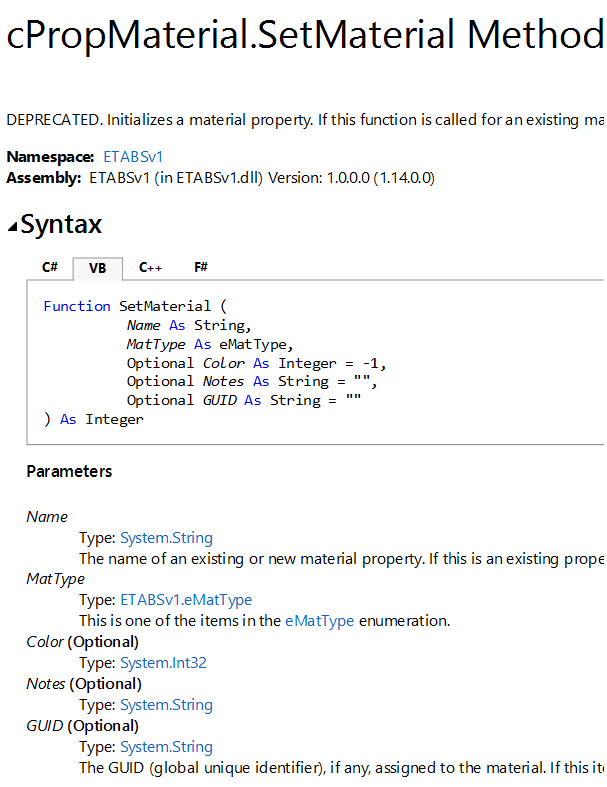 cPropMaterial.SetMaterial Method
DEPRECATED. Initializes a material property. If this function is called for an existing ma
Namespace: ETABSv1
Assembly: ETABSv1 (in ETABSv1.dll) Version: 1.0.0.0 (1.14.0.0)
Syntax
C# VB C++ F#
Function SetMaterial (
Name As String,
MatType As eMatType,
Optional Color As Integer = -1,
Optional Notes As String = "",
Optional GUID As String = ""
) As Integer
Parameters
Name
Type: System.String
The name of an existing or new material property. If this is an existing prope
MatType
Type: ETABSv1.eMatType
This is one of the items in the eMatType enumeration.
Color (Optional)
Type: System.Int32
Notes (Optional)
Type: System.String
GUID (Optional)
Type: System.String
The GUID (global unique identifier), if any, assigned to the material. If this ite